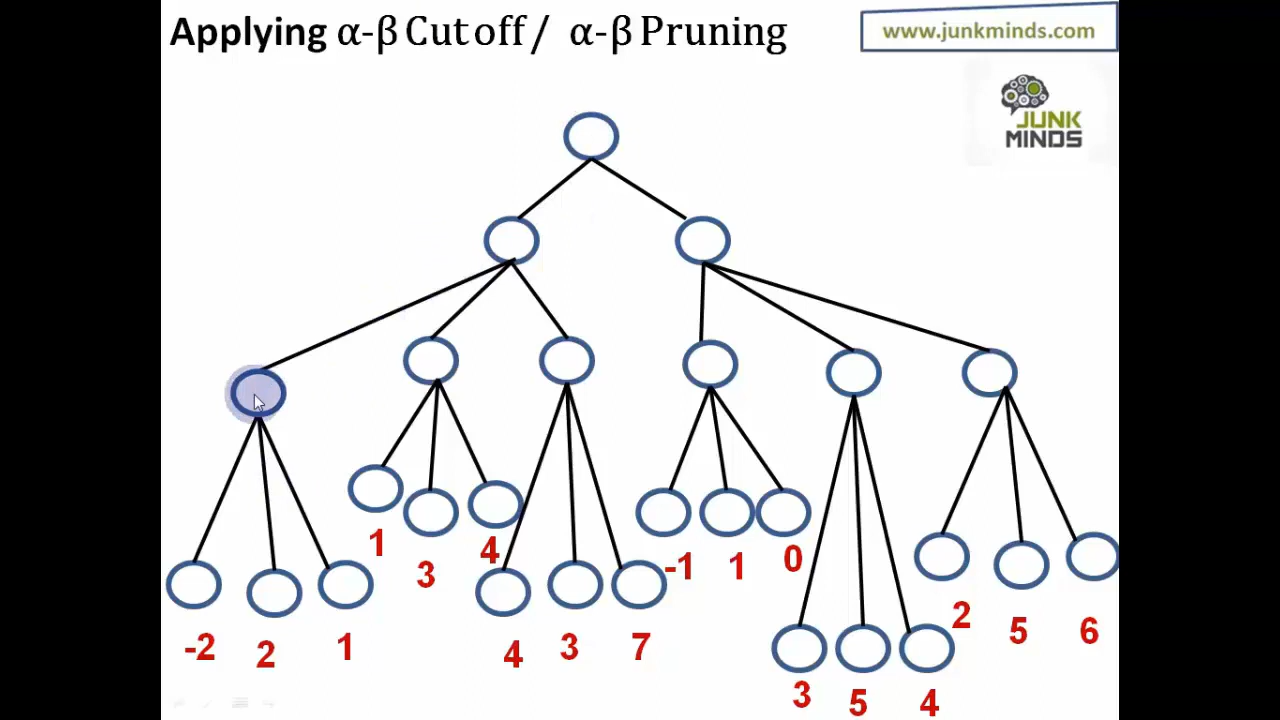 Applying α-β Cutoff / α-β Pruning
www.junkminds.com
JUNK
MINDS
1 3 4 -1 1 0
-2 2 1 4 3 7 2 5 6
3 5 4